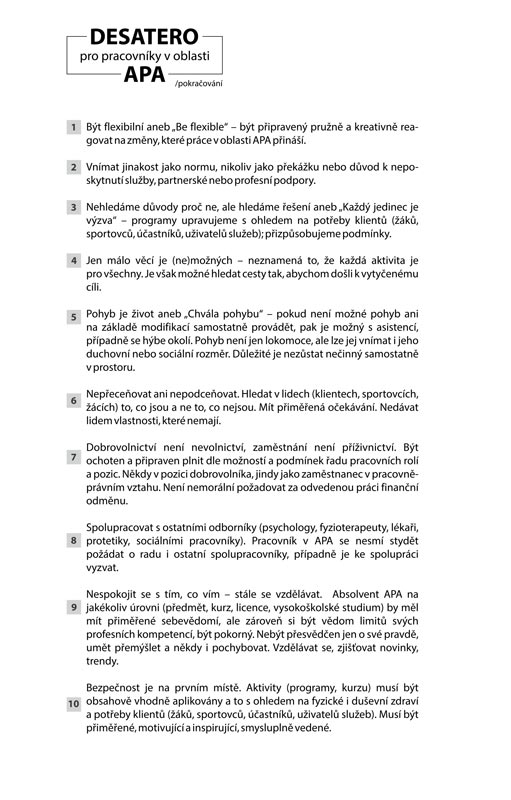 DESATERO
pro pracovníky v oblasti
APA /pokračování
1 Být flexibilní aneb „Be flexible“ – být připravený pružně a kreativně rea-
govat na změny, které práce v oblasti APA přináší.
2 Vnímat jinakost jako normu, nikoliv jako překážku nebo důvod k nepo-
skytnutí služby, partnerské nebo profesní podpory.
3 Nehledáme důvody proč ne, ale hledáme řešení aneb „Každý jedinec je
výzva“ – programy upravujeme s ohledem na potřeby klientů (žáků,
sportovců, účastníků, uživatelů služeb); přizpůsobujeme podmínky.
4 Jen málo věcí je (ne)možných – neznamená to, že každá aktivita je
pro všechny. Je však možné hledat cesty tak, abychom došli k vytyčenému
cíli.
5 Pohyb je život aneb „Chvála pohybu“ – pokud není možné pohyb ani
na základě modifikací samostatně provádět, pak je možný s asistencí,
případně se hýbe okolí. Pohyb není jen lokomoce, ale lze jej vnímat i jeho
duchovní nebo sociální rozměr. Důležité je nezůstat nečinný samostatně
v prostoru.
6 Nepřeceňovat ani nepodceňovat. Hledat v lidech (klientech, sportovcích,
žácích) to, co jsou a ne to, co nejsou. Mít přiměřená očekávání. Nedávat
lidem vlastnosti, které nemají.
7 Dobrovolnictví není nevolnictví, zaměstnání není příživnictví. Být
ochoten a připraven plnit dle možností a podmínek řadu pracovních rolí
a pozic. Někdy v pozici dobrovolníka, jindy jako zaměstnanec v pracovně-
právním vztahu. Není nemorální požadovat za odvedenou práci finanční
odměnu.
8 Spolupracovat s ostatními odborníky (psychology, fyzioterapeuty, lékaři,
protetiky, sociálními pracovníky). Pracovník v APA se nesmí stydět
požádat o radu i ostatní spolupracovníky, případně je ke spolupráci
vyzvat.
9 Nespokojit se s tím, co vím – stále se vzdělávat. Absolvent APA na
jakékoliv úrovni (předmět, kurz, licence, vysokoškolské studium) by měl
mít přiměřené sebevědomí, ale zároveň si být vědom limitů svých
profesních kompetencí, být pokorný. Nebýt přesvědčen jen o své pravdě,
umět přemýšlet a někdy i pochybovat. Vzdělávat se, zjišťovat novinky,
trendy.
10 Bezpečnost je na prvním místě. Aktivity (programy, kurzu) musí být
obsahově vhodně aplikovány a to s ohledem na fyzické i duševní zdraví
a potřeby klientů (žáků, sportovců, účastníků, uživatelů služeb). Musí být
přiměřené, motivující a inspirující, smysluplně vedené.